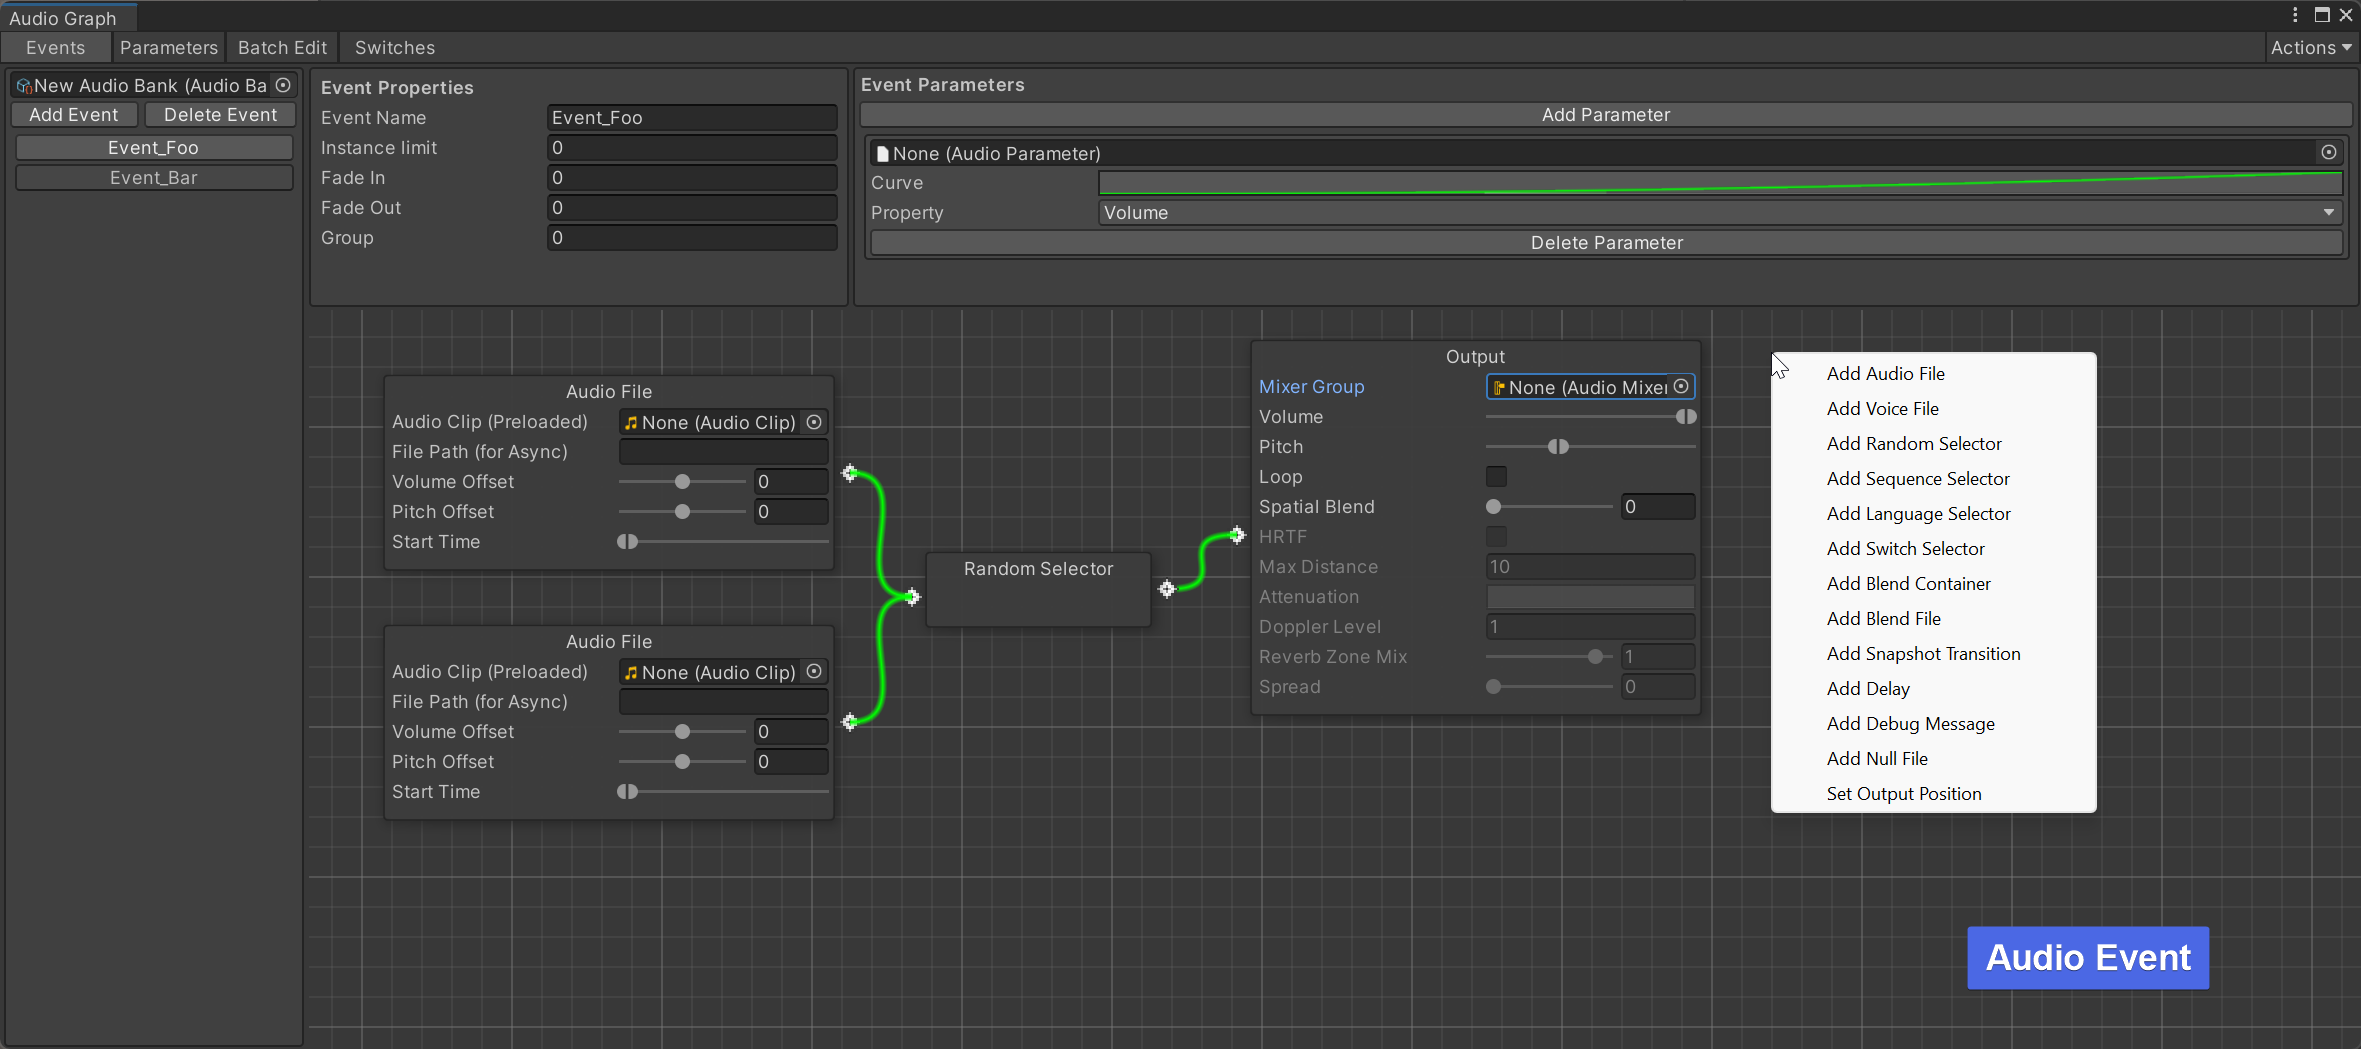 Audio Graph
Events Parameters Batch Edit Switches Actions
New Audio Bank (Audio Ba
Add Event Delete Event
Event_Foo
Event_Bar
Event Properties
Event Name Event_Foo
Instance limit 0
Fade In 0
Fade Out 0
Group 0
Event Parameters
Add Parameter
None (Audio Parameter)
Curve
Property Volume
Delete Parameter
Audio File
Audio Clip (Preloaded) None (Audio Clip)
File Path (for Async)
Volume Offset 0
Pitch Offset 0
Start Time
Audio File
Audio Clip (Preloaded) None (Audio Clip)
File Path (for Async)
Volume Offset 0
Pitch Offset 0
Start Time
Random Selector
Output
Mixer Group None (Audio Mixer
Volume
Pitch
Loop
Spatial Blend 0
HRTF
Max Distance 10
Attenuation
Doppler Level 1
Reverb Zone Mix 1
Spread 0
Add Audio File
Add Voice File
Add Random Selector
Add Sequence Selector
Add Language Selector
Add Switch Selector
Add Blend Container
Add Blend File
Add Snapshot Transition
Add Delay
Add Debug Message
Add Null File
Set Output Position
Audio Event